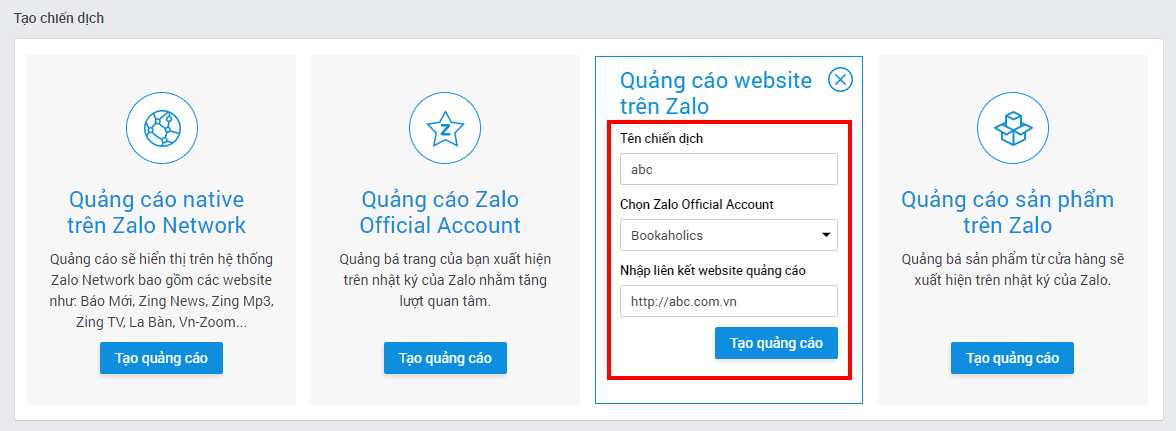 Tạo chiến dịch
Quảng cáo native
trên Zalo Network
Quảng cáo sẽ hiển thị trên hệ thống
Zalo Network bao gồm các website
như: Báo Mới, Zing News, Zing Mp3,
Zing TV, La Bàn, Vn-Zoom...
Tạo quảng cáo
Z
Quảng cáo Zalo
Official Account
Quảng bá trang của bạn xuất hiện
trên nhật ký của Zalo nhằm tăng
lượt quan tâm.
Tạo quảng cáo
Quảng cáo website
trên Zalo
Tên chiến dịch
abc
Chọn Zalo Official Account
Bookaholics
Nhập liên kết website quảng cáo
http://abc.com.vn
Tạo quảng cáo
Quảng cáo sản phẩm
trên Zalo
Quảng bá sản phẩm từ cửa hàng sẽ
xuất hiện trên nhật ký của Zalo.
Tạo quảng cáo